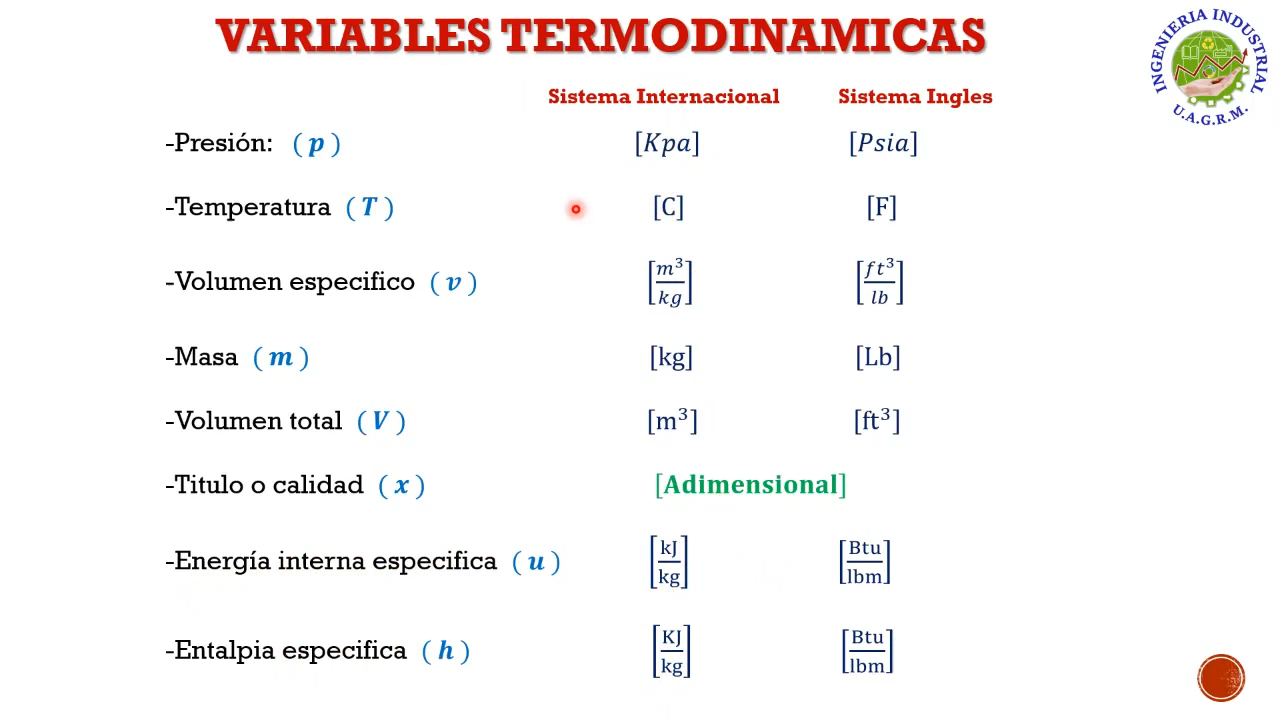 VARIABLES TERMODINAMICAS
INGENIERIA INDUSTRIAL
U.A.G.R.M.
Sistema Internacional Sistema Ingles
-Presión: ( p ) [Kpa] [Psia]
-Temperatura ( T ) [C] [F]
-Volumen especifico ( v ) [m³/kg] [ft³/lb]
-Masa ( m ) [kg] [Lb]
-Volumen total ( V ) [m³] [ft³]
-Titulo o calidad ( x ) [Adimensional]
-Energía interna especifica ( u ) [kJ/kg] [Btu/lbm]
-Entalpia especifica ( h ) [KJ/kg] [Btu/lbm]